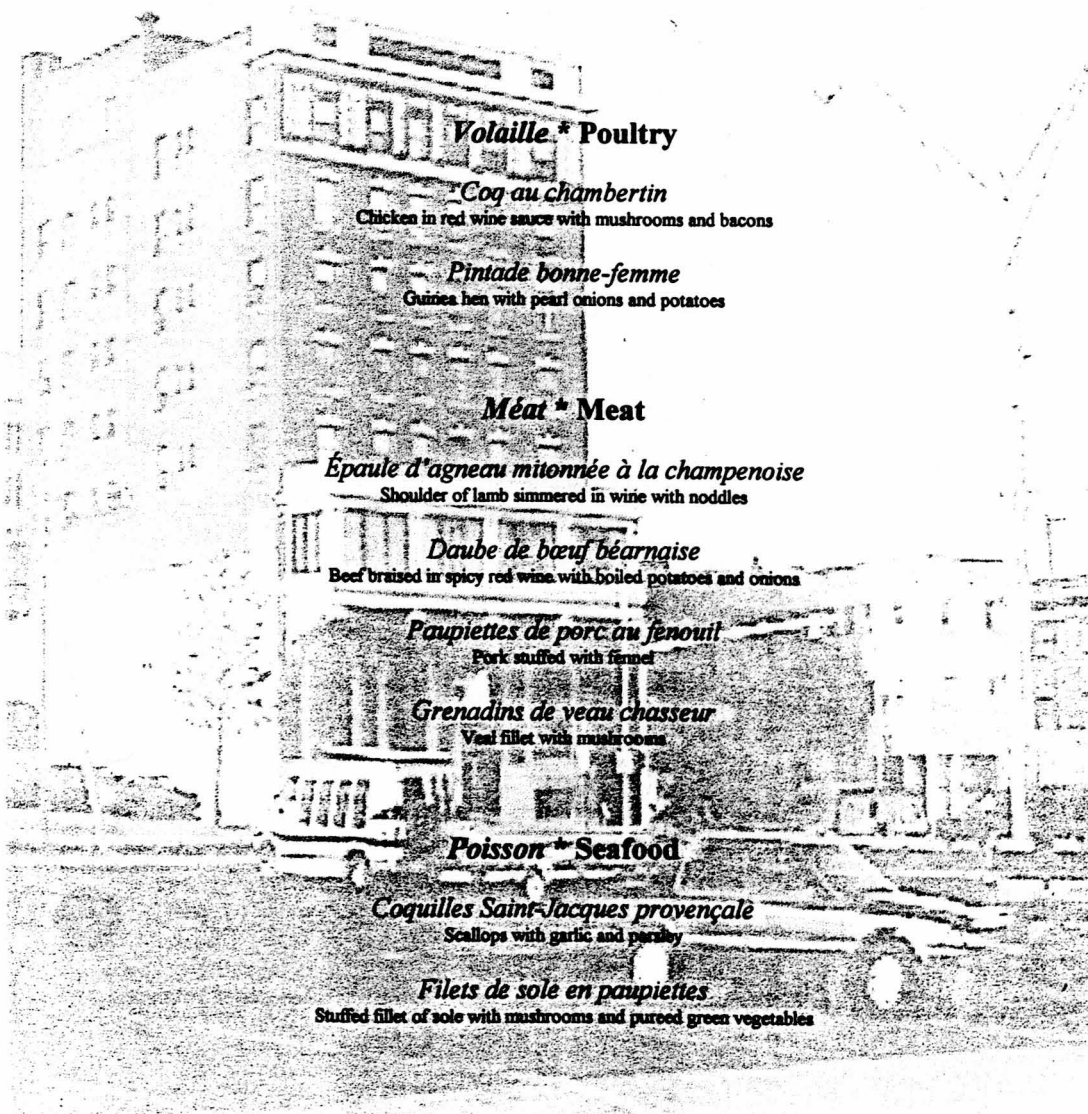 Volaille * Poultry
Coq au chambertin
Chicken in red wine sauce with mushrooms and bacons
Pintade bonne-femme
Guinea hen with pearl onions and potatoes
Méat * Meat
Épaule d'agneau mitonnée à la champenoise
Shoulder of lamb simmered in wine with noddles
Daube de bœuf béarnaise
Beef braised in spicy red wine with boiled potatoes and onions
Paupiettes de porc au fenouil
Pork stuffed with fennel
Grenadins de veau chasseur
Veal fillet with mushrooms
Poisson * Seafood
Coquilles Saint-Jacques provençale
Scallops with garlic and parsley
Filets de sole en paupiettes
Stuffed fillet of sole with mushrooms and pureed green vegetables